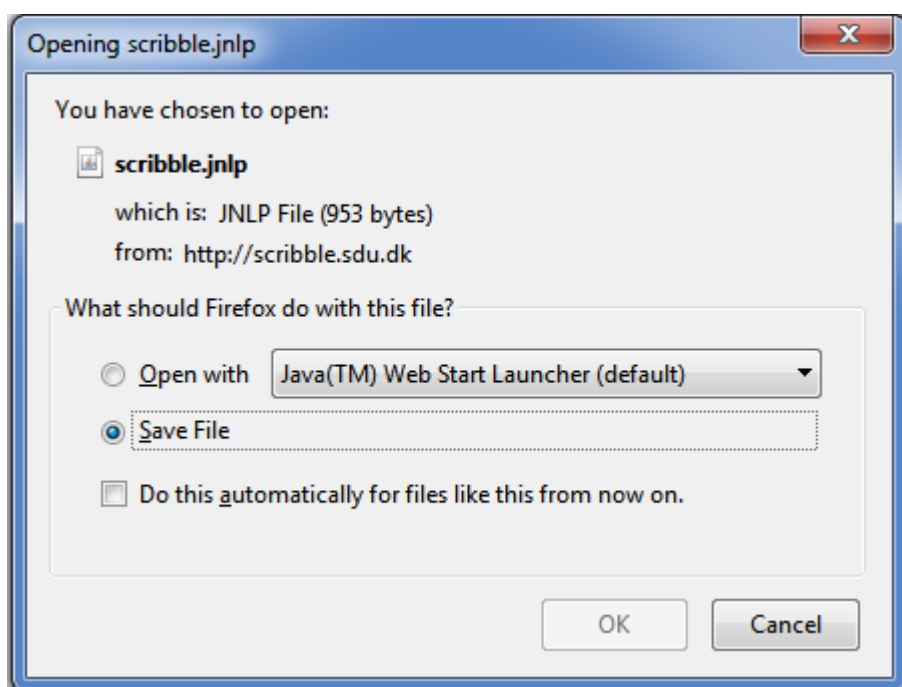 Opening scribble.jnlp
You have chosen to open:
scribble.jnlp
which is: JNLP File (953 bytes)
from: http://scribble.sdu.dk
What should Firefox do with this file?
Open with Java(TM) Web Start Launcher (default)
Save File
Do this automatically for files like this from now on.
OK Cancel